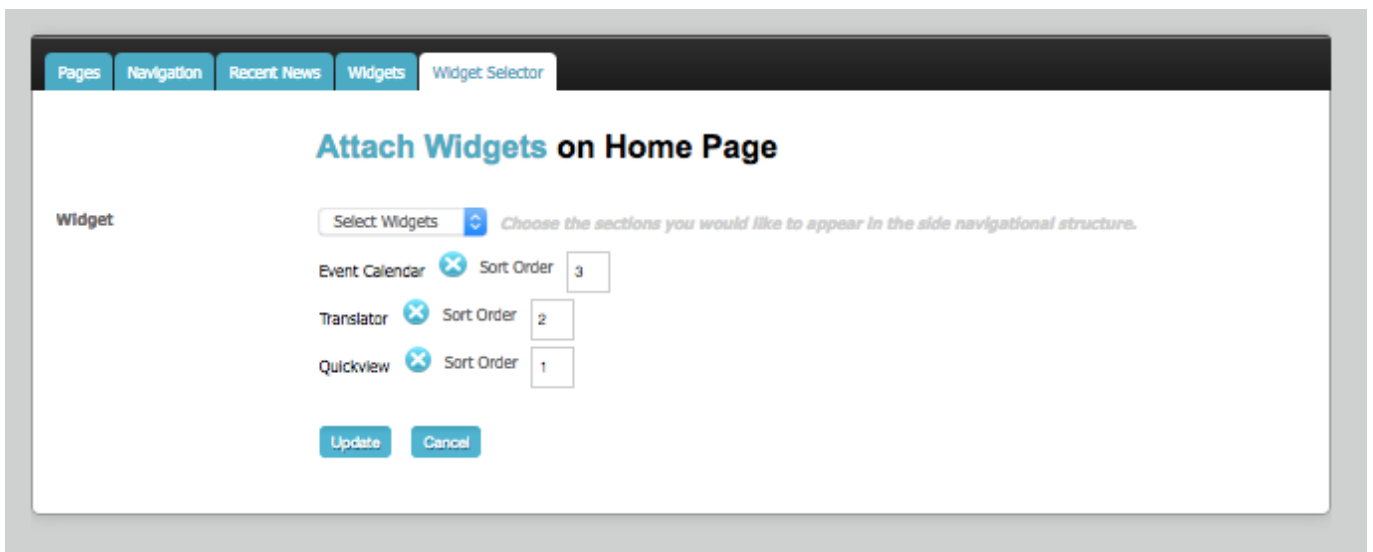 Pages Navigation Recent News Widgets Widget Selector
Attach Widgets on Home Page
Widget Select Widgets Choose the sections you would like to appear in the side navigational structure.
Event Calendar Sort Order 3
Translator Sort Order 2
Quickview Sort Order 1
Update Cancel